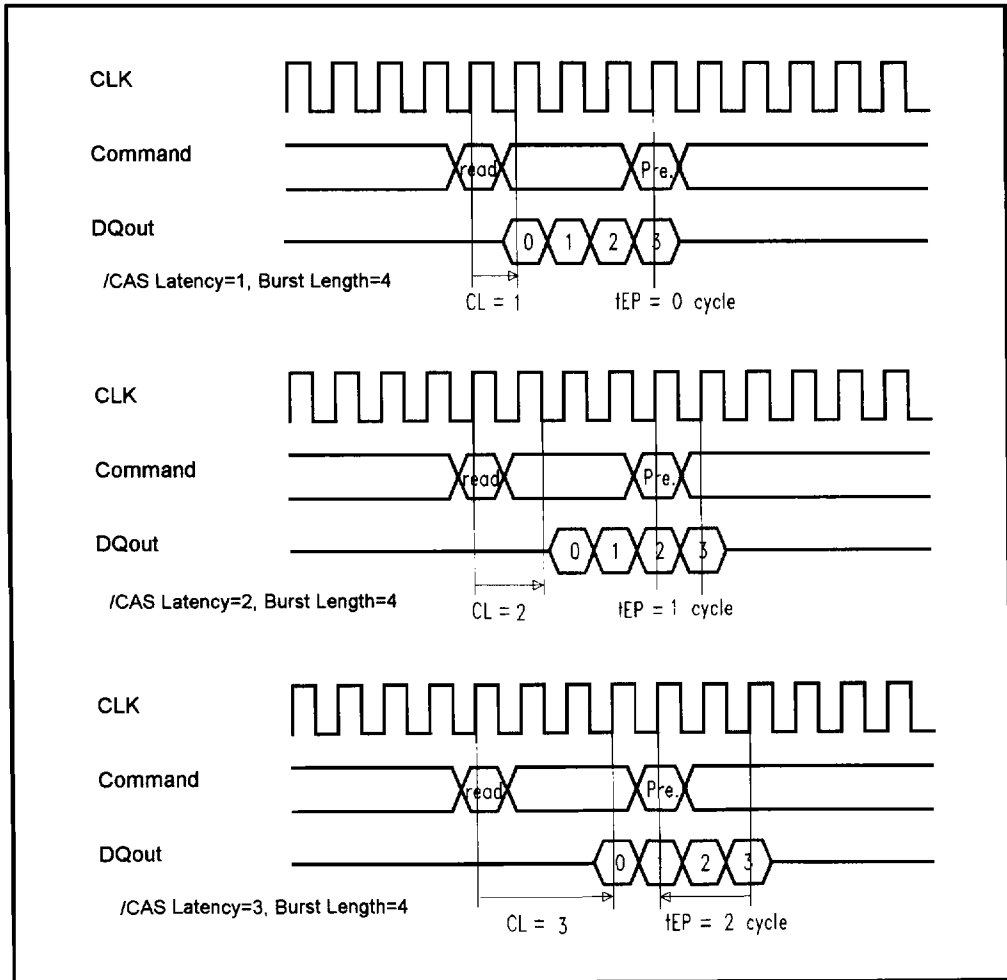 CLK
Command
read
Pre.
DQout
0 1 2 3
/CAS Latency=1, Burst Length=4
CL = 1
tEP = 0 cycle
CLK
Command
read
Pre.
DQout
0 1 2 3
/CAS Latency=2, Burst Length=4
CL = 2
tEP = 1 cycle
CLK
Command
read
Pre.
DQout
0 1 2 3
/CAS Latency=3, Burst Length=4
CL = 3
tEP = 2 cycle